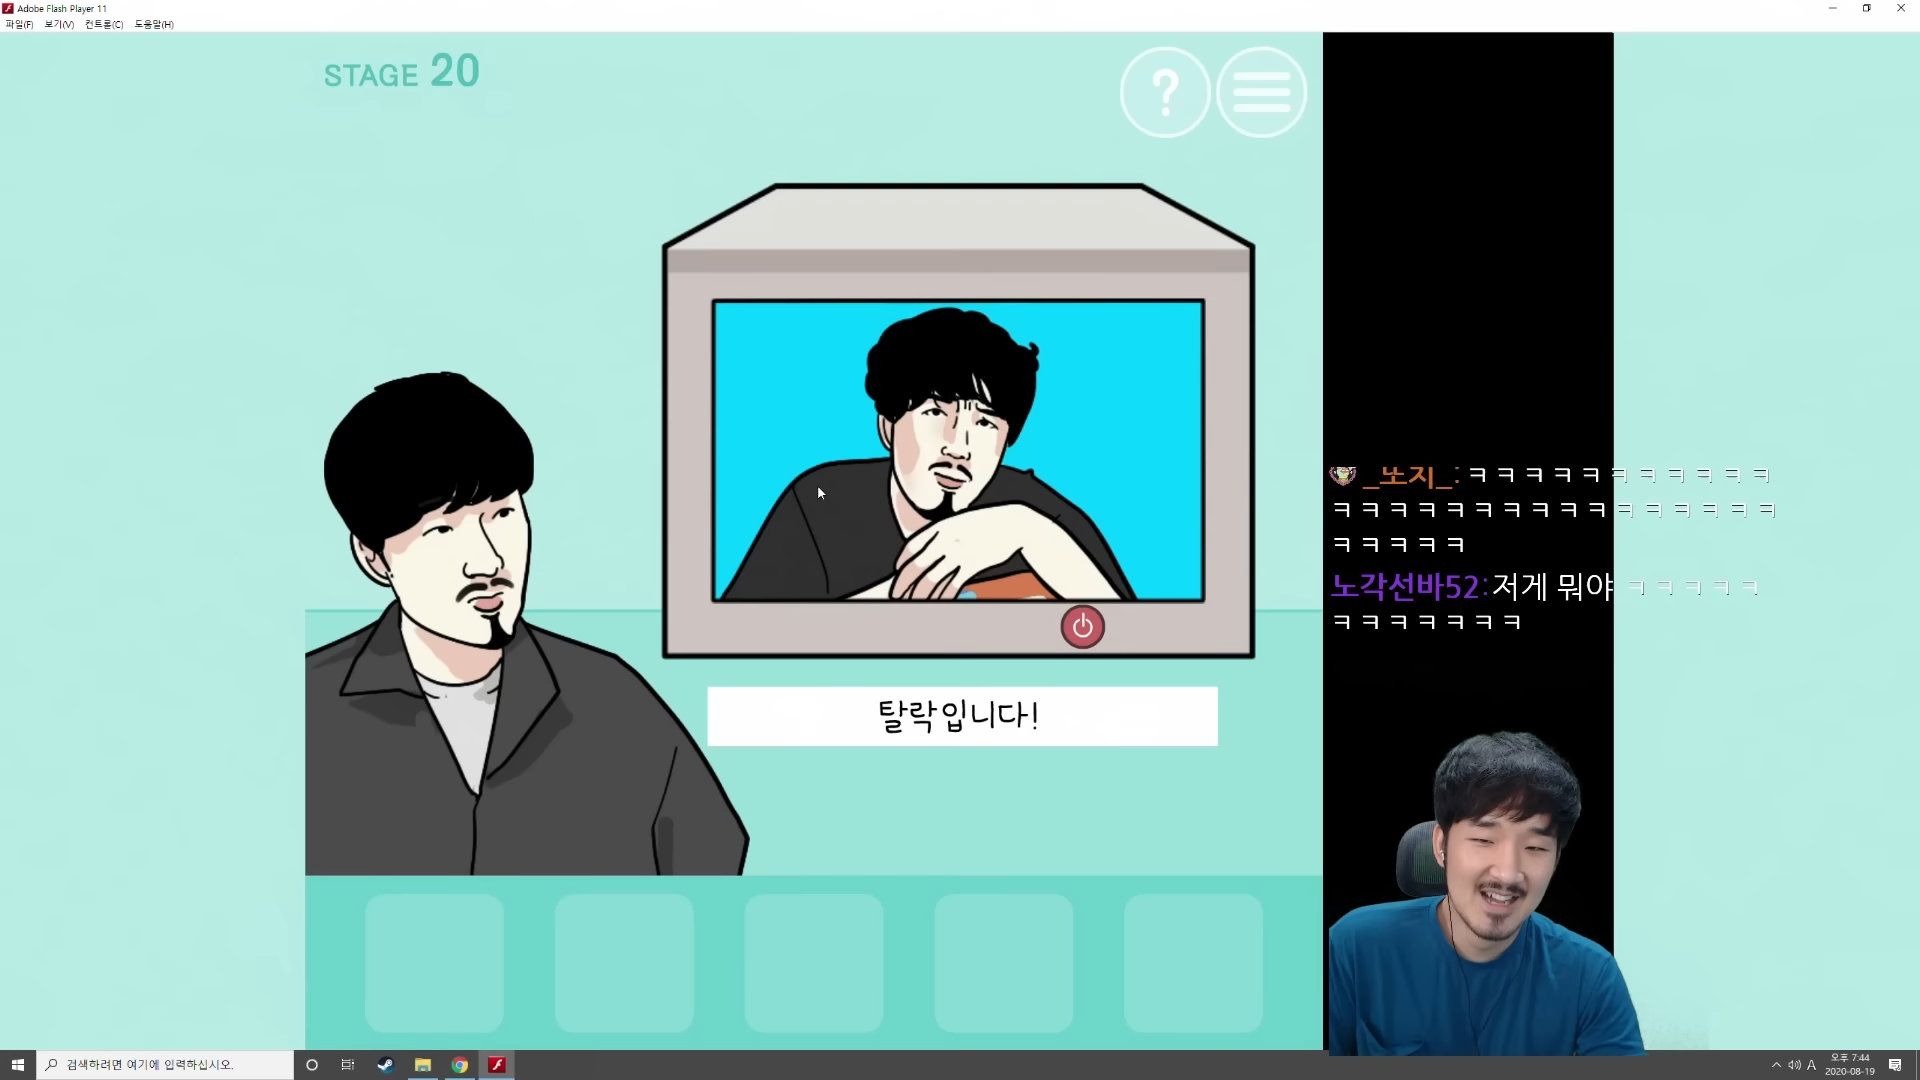 Adobe Flash Player 11
파일(F) 보기(V) 컨트롤(C) 도움말(H)
STAGE 20
?
탈락입니다!
_또지_: ㅋㅋㅋㅋㅋㅋㅋㅋㅋㅋㅋ
ㅋㅋㅋㅋㅋㅋㅋㅋㅋㅋㅋㅋㅋㅋㅋㅋ
ㅋㅋㅋㅋㅋ
노각선바52: 저게 뭐야 ㅋㅋㅋㅋㅋ
ㅋㅋㅋㅋㅋㅋㅋ
검색하려면 여기에 입력하십시오.
A
오후 7:44
2020-08-19